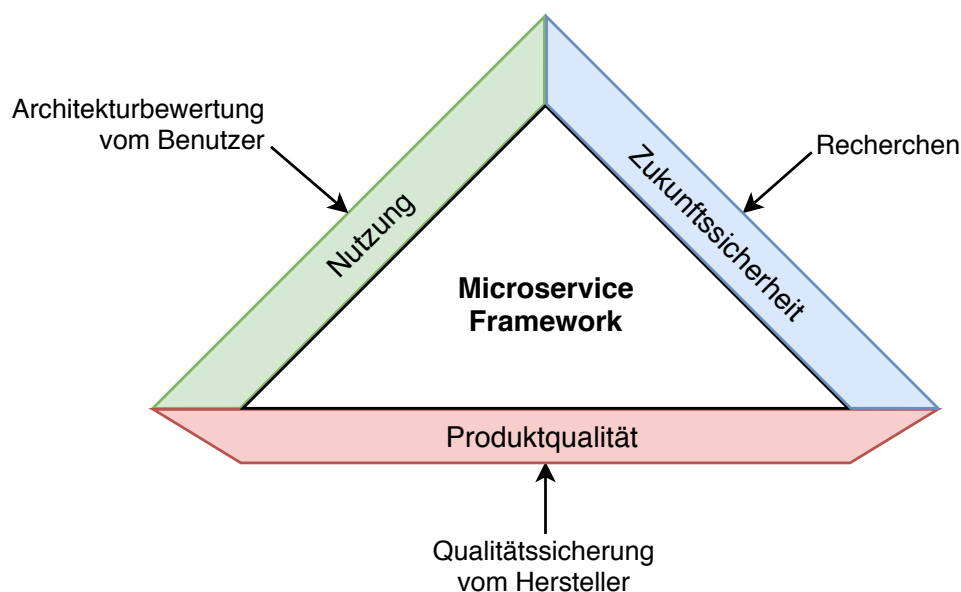 Architekturbewertung
vom Benutzer
Recherchen
Nutzung
Zukunftssicherheit
Microservice
Framework
Produktqualität
Qualitätssicherung
vom Hersteller